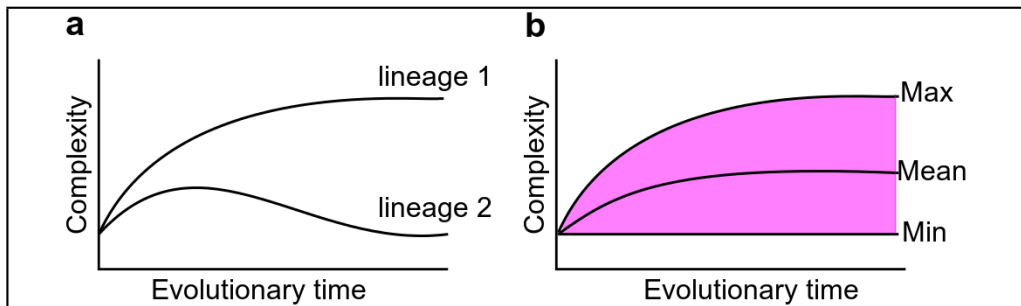 a
Complexity
lineage 1
lineage 2
Evolutionary time
b
Complexity
Max
Mean
Min
Evolutionary time